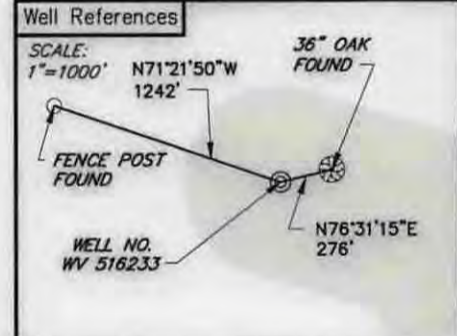 Well References
SCALE:
1"=1000'
N71°21'50"W
1242'
36" OAK
FOUND
FENCE POST
FOUND
WELL NO.
WV 516233
N76°31'15"E
276'